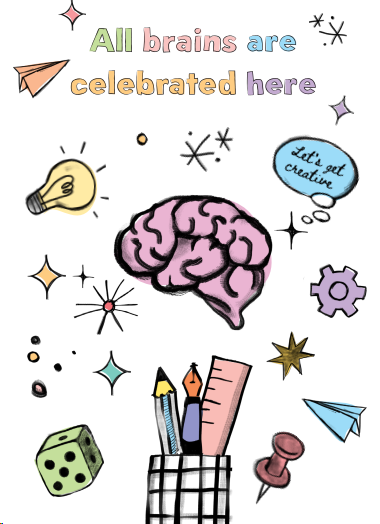 All brains are
celebrated here
Let's get
creative